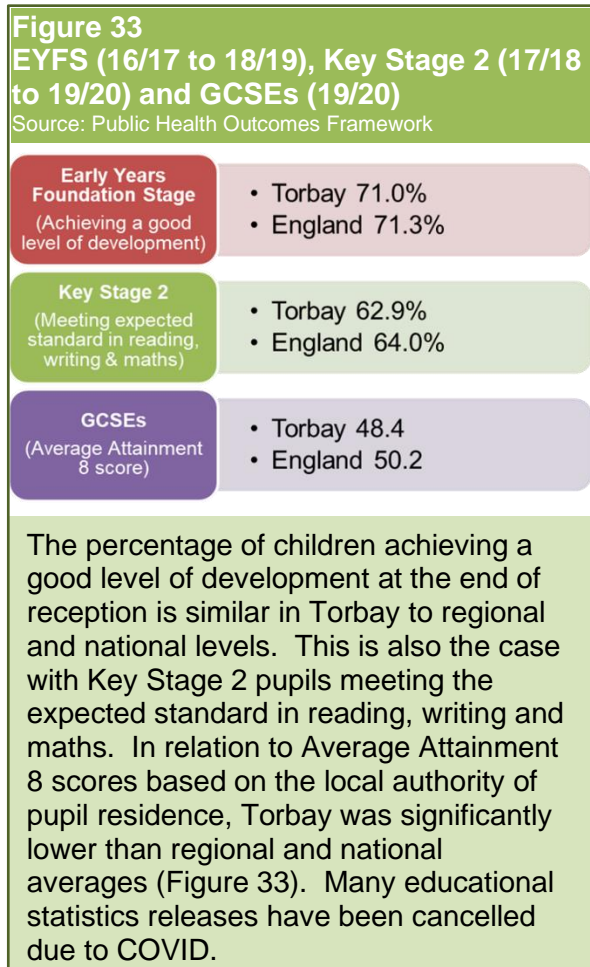 Figure 33
EYFS (16/17 to 18/19), Key Stage 2 (17/18
to 19/20) and GCSEs (19/20)
Source: Public Health Outcomes Framework
Early Years
Foundation Stage
(Achieving a good
level of development)
• Torbay 71.0%
• England 71.3%
Key Stage 2
(Meeting expected
standard in reading,
writing & maths)
• Torbay 62.9%
• England 64.0%
GCSEs
(Average Attainment
8 score)
• Torbay 48.4
• England 50.2
The percentage of children achieving a
good level of development at the end of
reception is similar in Torbay to regional
and national levels.  This is also the case
with Key Stage 2 pupils meeting the
expected standard in reading, writing and
maths.  In relation to Average Attainment
8 scores based on the local authority of
pupil residence, Torbay was significantly
lower than regional and national
averages (Figure 33).  Many educational
statistics releases have been cancelled
due to COVID.